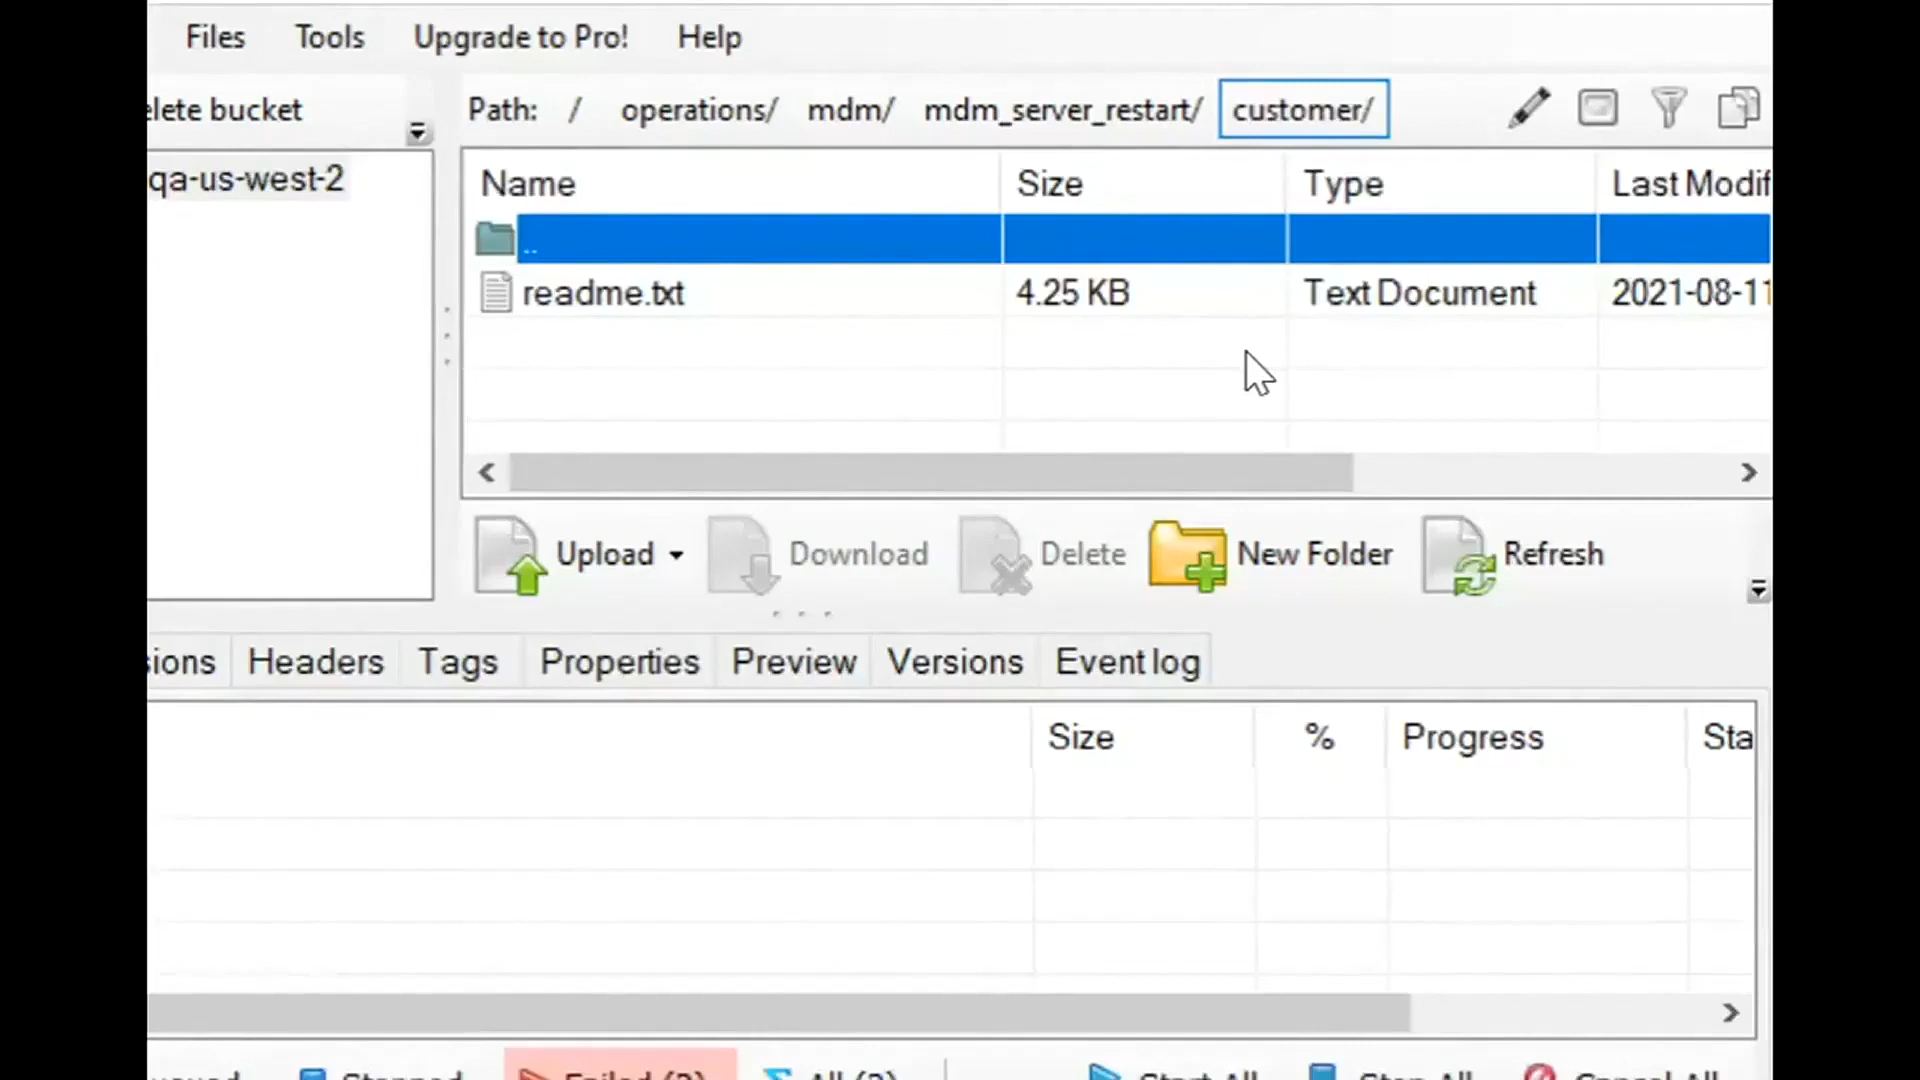 Files Tools Upgrade to Pro! Help
elete bucket
Path: / operations/ mdm/ mdm_server_restart/ customer/
qa-us-west-2
Name Size Type Last Modif
..
readme.txt 4.25 KB Text Document 2021-08-11
Upload Download Delete New Folder Refresh
sions Headers Tags Properties Preview Versions Event log
Size % Progress Sta
Stopped Failed (2) All (2) Start All Stop All Cancel All